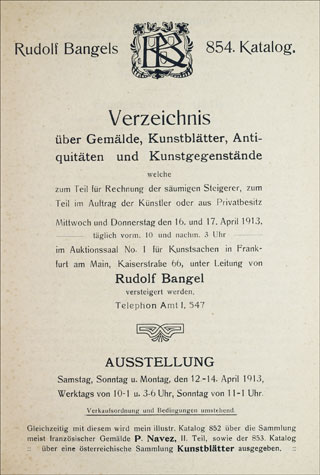 Rudolf Bangels RB 854. Katalog.
Verzeichnis
über Gemälde, Kunstblätter, Anti-
quitäten und Kunstgegenstände
welche
zum Teil für Rechnung der säumigen Steigerer, zum
Teil im Auftrag der Künstler oder aus Privatbesitz
Mittwoch und Donnerstag den 16. und 17. April 1913,
täglich vorm. 10 und nachm. 3 Uhr
im Auktionssaal No. 1 für Kunstsachen in Frank-
furt am Main, Kaiserstraße 66, unter Leitung von
Rudolf Bangel
versteigert werden.
Telephon Amt I, 547
AUSSTELLUNG
Samstag, Sonntag u. Montag, den 12.-14. April 1913,
Werktags von 10-1 u. 3-6 Uhr, Sonntag von 11-1 Uhr.
Verkaufsordnung und Bedingungen umstehend.
Gleichzeitig mit diesem wird mein illustr. Katalog 852 über die Sammlung
meist französischer Gemälde P. Navez, II. Teil, sowie der 853. Katalog
über eine österreichische Sammlung Kunstblätter ausgegeben.